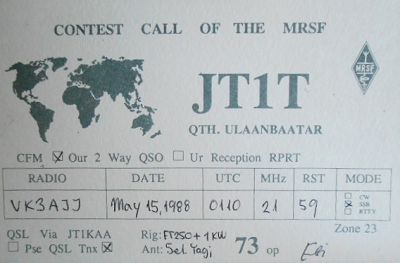 CONTEST CALL OF THE MRSF
JT1T
MRSF
QTH. ULAANBAATAR
CFM ☒ Our 2 Way QSO ☐ Ur Reception RPRT
RADIO DATE UTC MHz RST MODE
VK3AJJ May 15, 1988 0110 21 59 ☐ CW
☒ SSB
☐ RTTY
QSL Via JT1KAA Rig: FT250+1KW Zone 23
☐ Pse QSL Tnx ☒ Ant: 5el Yagi, 73 op